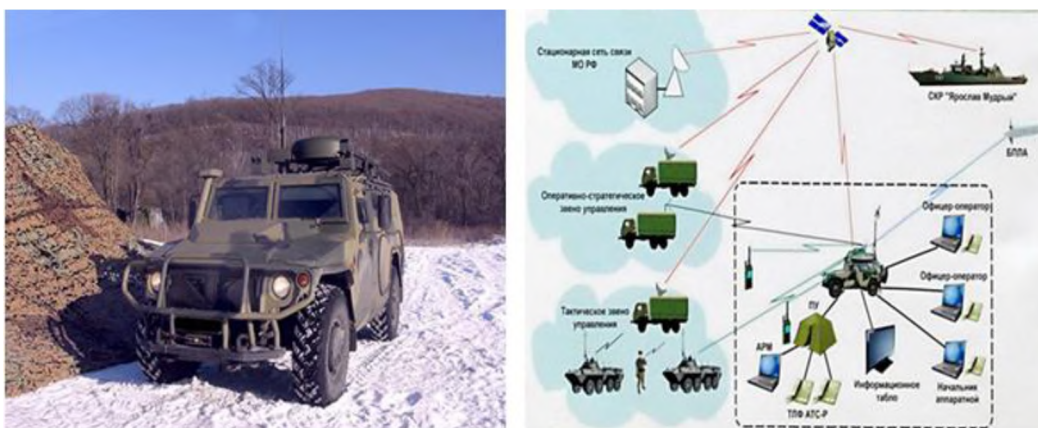 Стационарная сеть связи
МО РФ
СКР "Ярослав Мудрый"
БПЛА
Оперативно-стратегическое
звено управления
Офицер-оператор
Офицер-оператор
Тактическое звено
управления
ПУ
АРМ
Информационное
табло
Начальник
аппаратной
ТЛФ АТС-Р